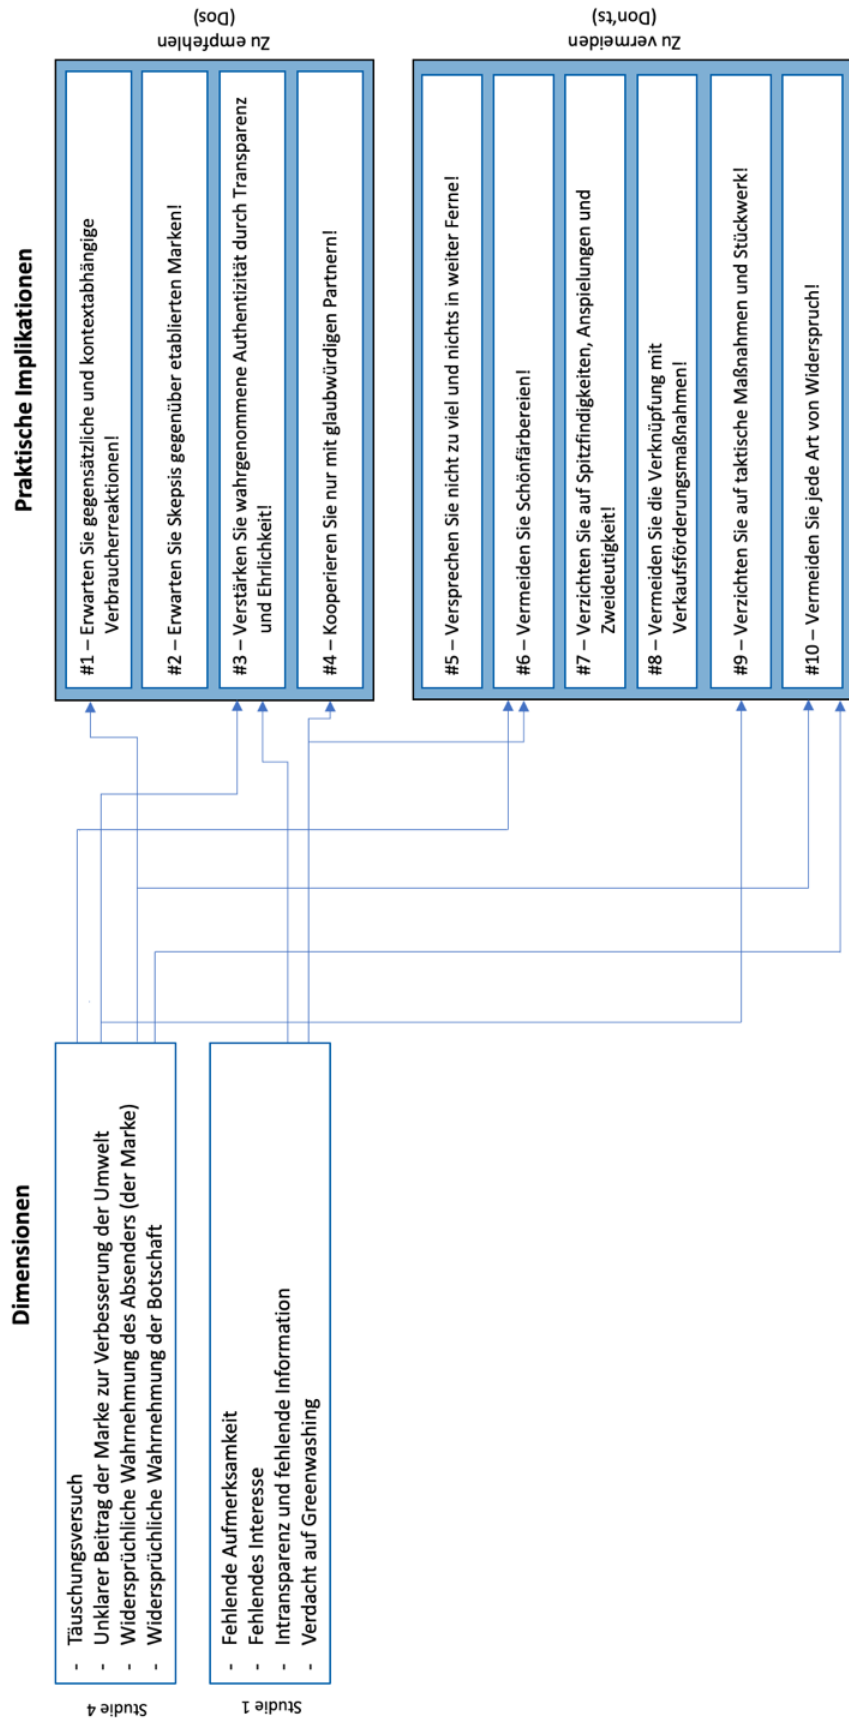 Dimensionen
Studie 4
- Täuschungsversuch
- Unklarer Beitrag der Marke zur Verbesserung der Umwelt
- Widersprüchliche Wahrnehmung des Absenders (der Marke)
- Widersprüchliche Wahrnehmung der Botschaft
Studie 1
- Fehlende Aufmerksamkeit
- Fehlendes Interesse
- Intransparenz und fehlende Information
- Verdacht auf Greenwashing
Praktische Implikationen
#1 – Erwarten Sie gegensätzliche und kontextabhängige
Verbraucherreaktionen!
#2 – Erwarten Sie Skepsis gegenüber etablierten Marken!
#3 – Verstärken Sie wahrgenommene Authentizität durch Transparenz
und Ehrlichkeit!
#4 – Kooperieren Sie nur mit glaubwürdigen Partnern!
Zu empfehlen
(Dos)
#5 – Versprechen Sie nicht zu viel und nichts in weiter Ferne!
#6 – Vermeiden Sie Schönfärbereien!
#7 – Verzichten Sie auf Spitzfindigkeiten, Anspielungen und
Zweideutigkeit!
#8 – Vermeiden Sie die Verknüpfung mit
Verkaufsförderungsmaßnahmen!
#9 – Verzichten Sie auf taktische Maßnahmen und Stückwerk!
#10 – Vermeiden Sie jede Art von Widerspruch!
Zu vermeiden
(Don'ts)